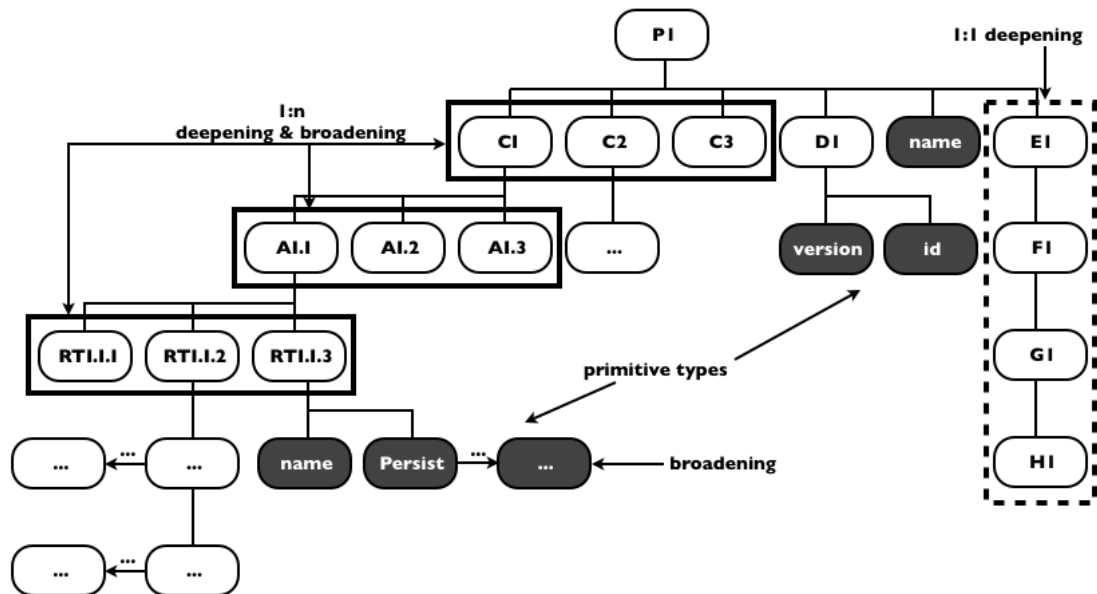 P1
1:1 deepening
1:n
deepening & broadening
C1
C2
C3
D1
name
E1
A1.1
A1.2
A1.3
...
version
id
F1
RT1.1.1
RT1.1.2
RT1.1.3
primitive types
G1
...
...
...
name
Persist
...
...
broadening
H1
...
...
...